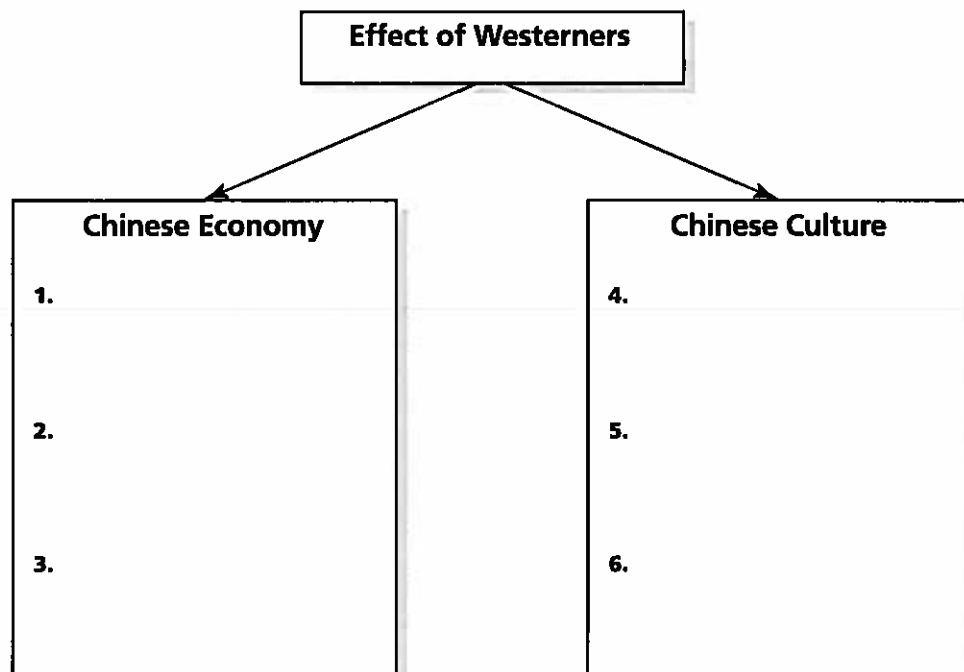 Effect of Westerners
Chinese Economy
1.
2.
3.
Chinese Culture
4.
5.
6.